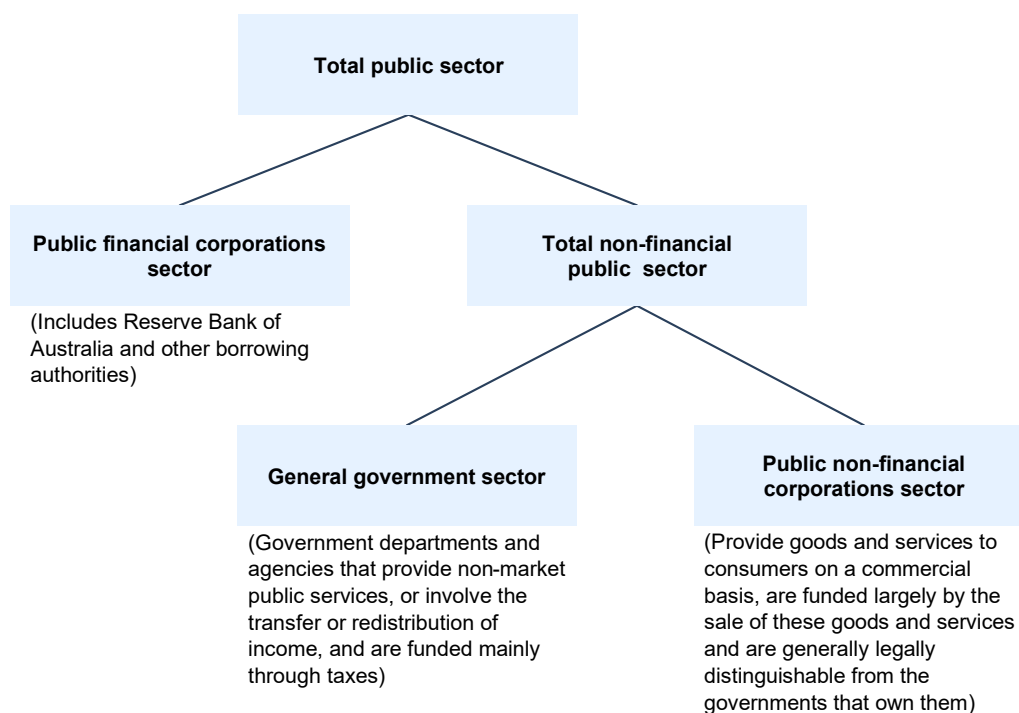 Total public sector
Public financial corporations
sector
Total non-financial
public sector
(Includes Reserve Bank of
Australia and other borrowing
authorities)
General government sector
Public non-financial
corporations sector
(Government departments and
agencies that provide non-market
public services, or involve the
transfer or redistribution of
income, and are funded mainly
through taxes)
(Provide goods and services to
consumers on a commercial
basis, are funded largely by the
sale of these goods and services
and are generally legally
distinguishable from the
governments that own them)